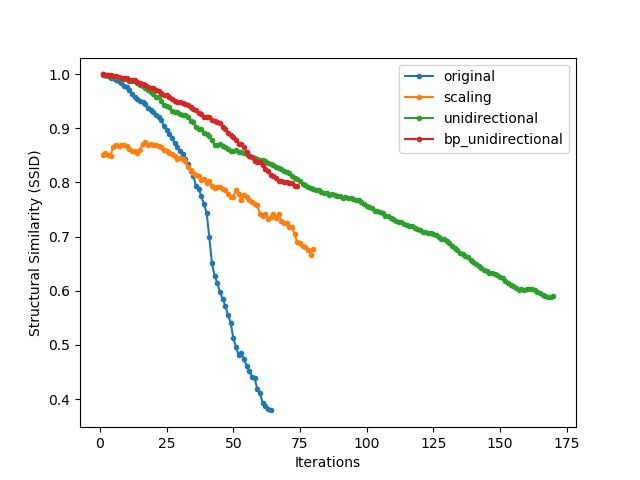 original
scaling
unidirectional
bp_unidirectional
1.0
0.9
0.8
0.7
0.6
0.5
0.4
Structural Similarity (SSID)
0 25 50 75 100 125 150 175
Iterations